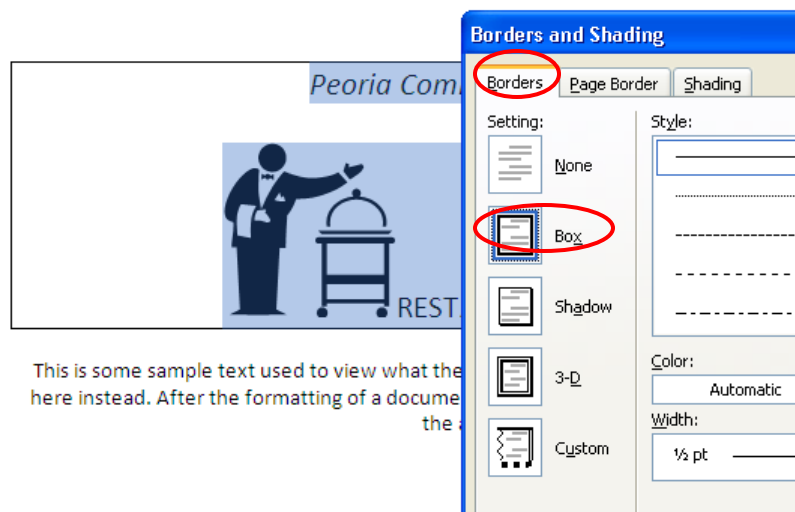 Borders and Shading
Borders
Page Border
Shading
Peoria Com
Setting:
None
Box
Shadow
3-D
Custom
Style:
Color:
Automatic
Width:
½ pt
REST
This is some sample text used to view what the
here instead. After the formatting of a docume
the